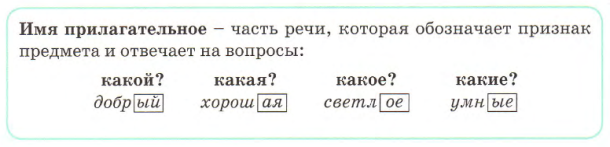 Имя прилагательное – часть речи, которая обозначает признак
предмета и отвечает на вопросы:
какой? какая? какое? какие?
добрый хорошая светлое умные